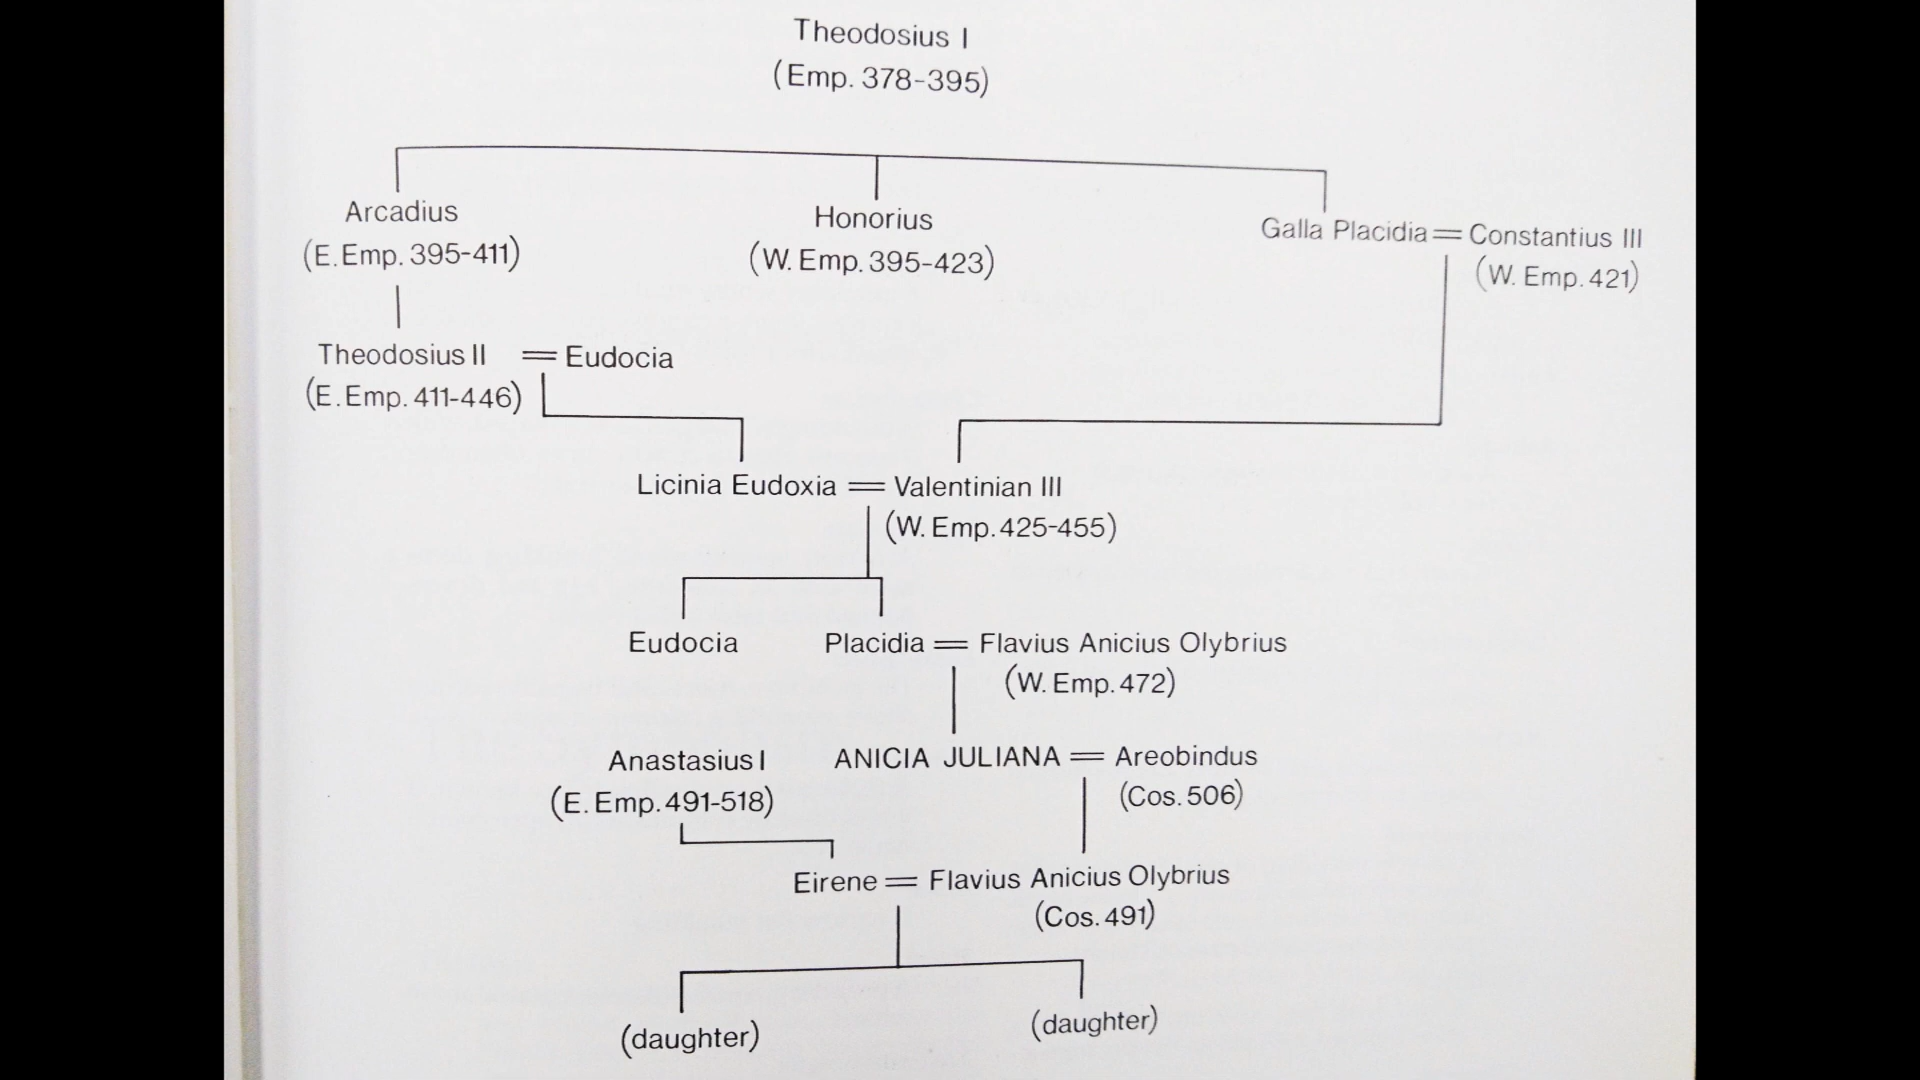 Theodosius I
(Emp. 378-395)
Arcadius
(E. Emp. 395-411)
Honorius
(W. Emp. 395-423)
Galla Placidia = Constantius III
(W. Emp. 421)
Theodosius II = Eudocia
(E. Emp. 411-446)
Licinia Eudoxia = Valentinian III
(W. Emp. 425-455)
Eudocia
Placidia = Flavius Anicius Olybrius
(W. Emp. 472)
Anastasius I
(E. Emp. 491-518)
ANICIA JULIANA = Areobindus
(Cos. 506)
Eirene = Flavius Anicius Olybrius
(Cos. 491)
(daughter)
(daughter)